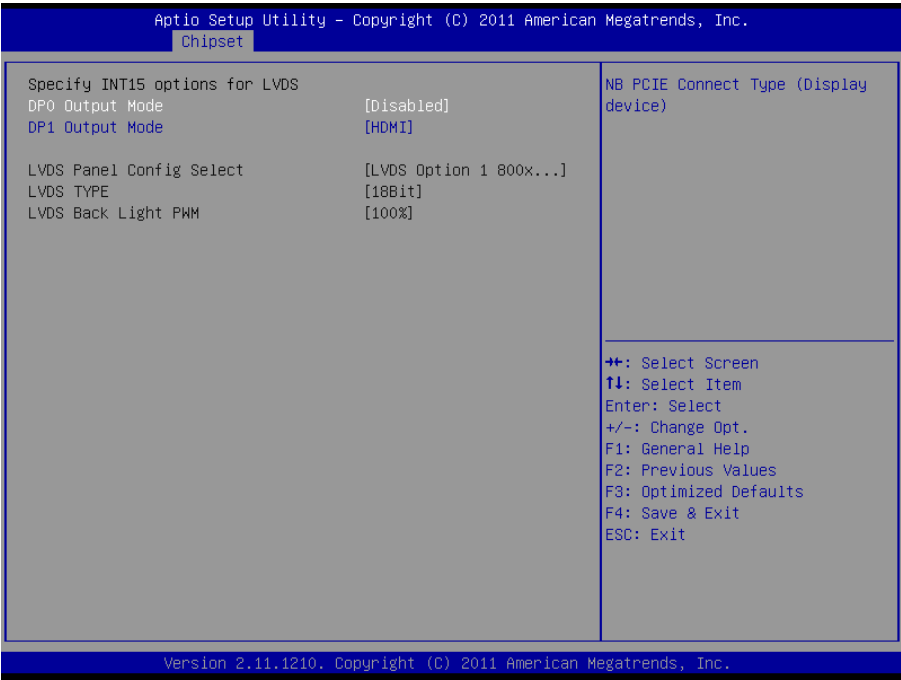 Aptio Setup Utility – Copyright (C) 2011 American Megatrends, Inc.
Chipset
Specify INT15 options for LVDS
DP0 Output Mode [Disabled]
DP1 Output Mode [HDMI]
LVDS Panel Config Select [LVDS Option 1 800x...]
LVDS TYPE [18Bit]
LVDS Back Light PWM [100%]
NB PCIE Connect Type (Display
device)
→←: Select Screen
↑↓: Select Item
Enter: Select
+/-: Change Opt.
F1: General Help
F2: Previous Values
F3: Optimized Defaults
F4: Save & Exit
ESC: Exit
Version 2.11.1210. Copyright (C) 2011 American Megatrends, Inc.